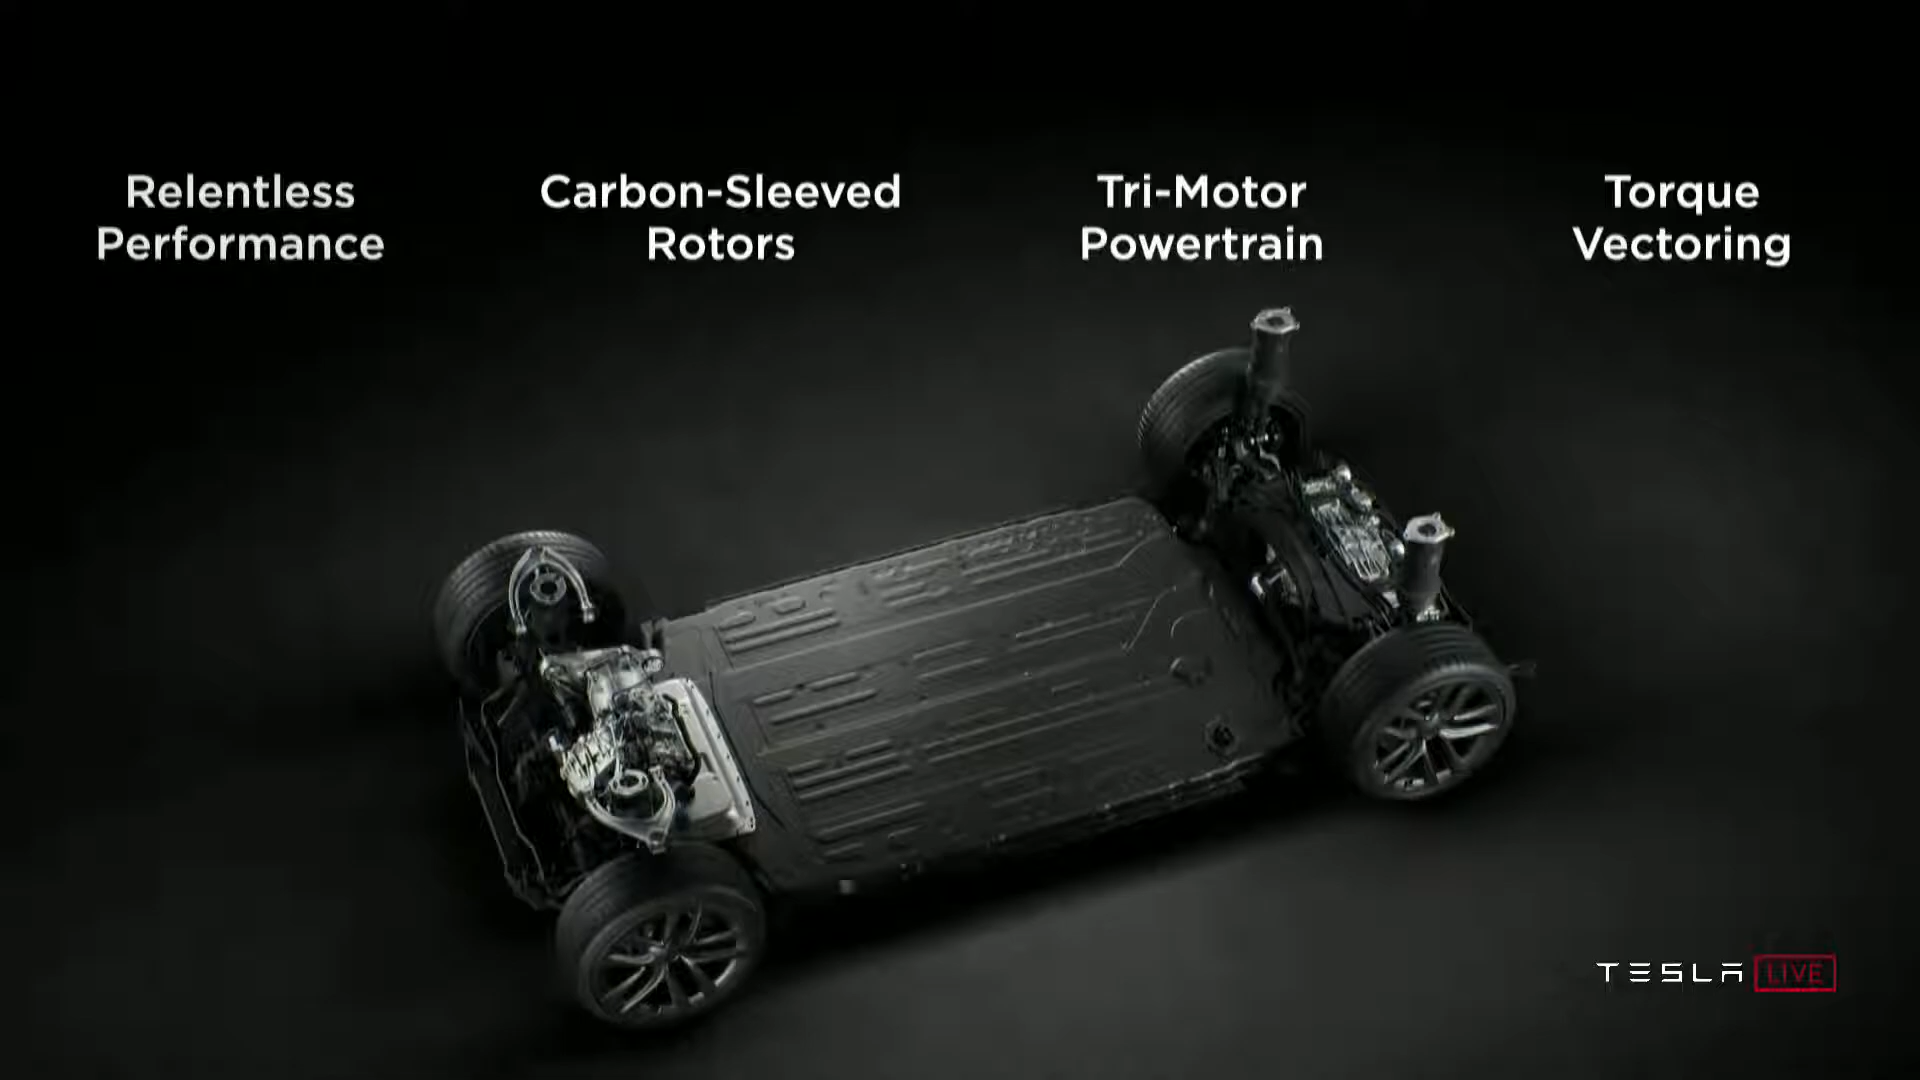 Relentless
Performance
Carbon-Sleeved
Rotors
Tri-Motor
Powertrain
Torque
Vectoring
TESLA LIVE